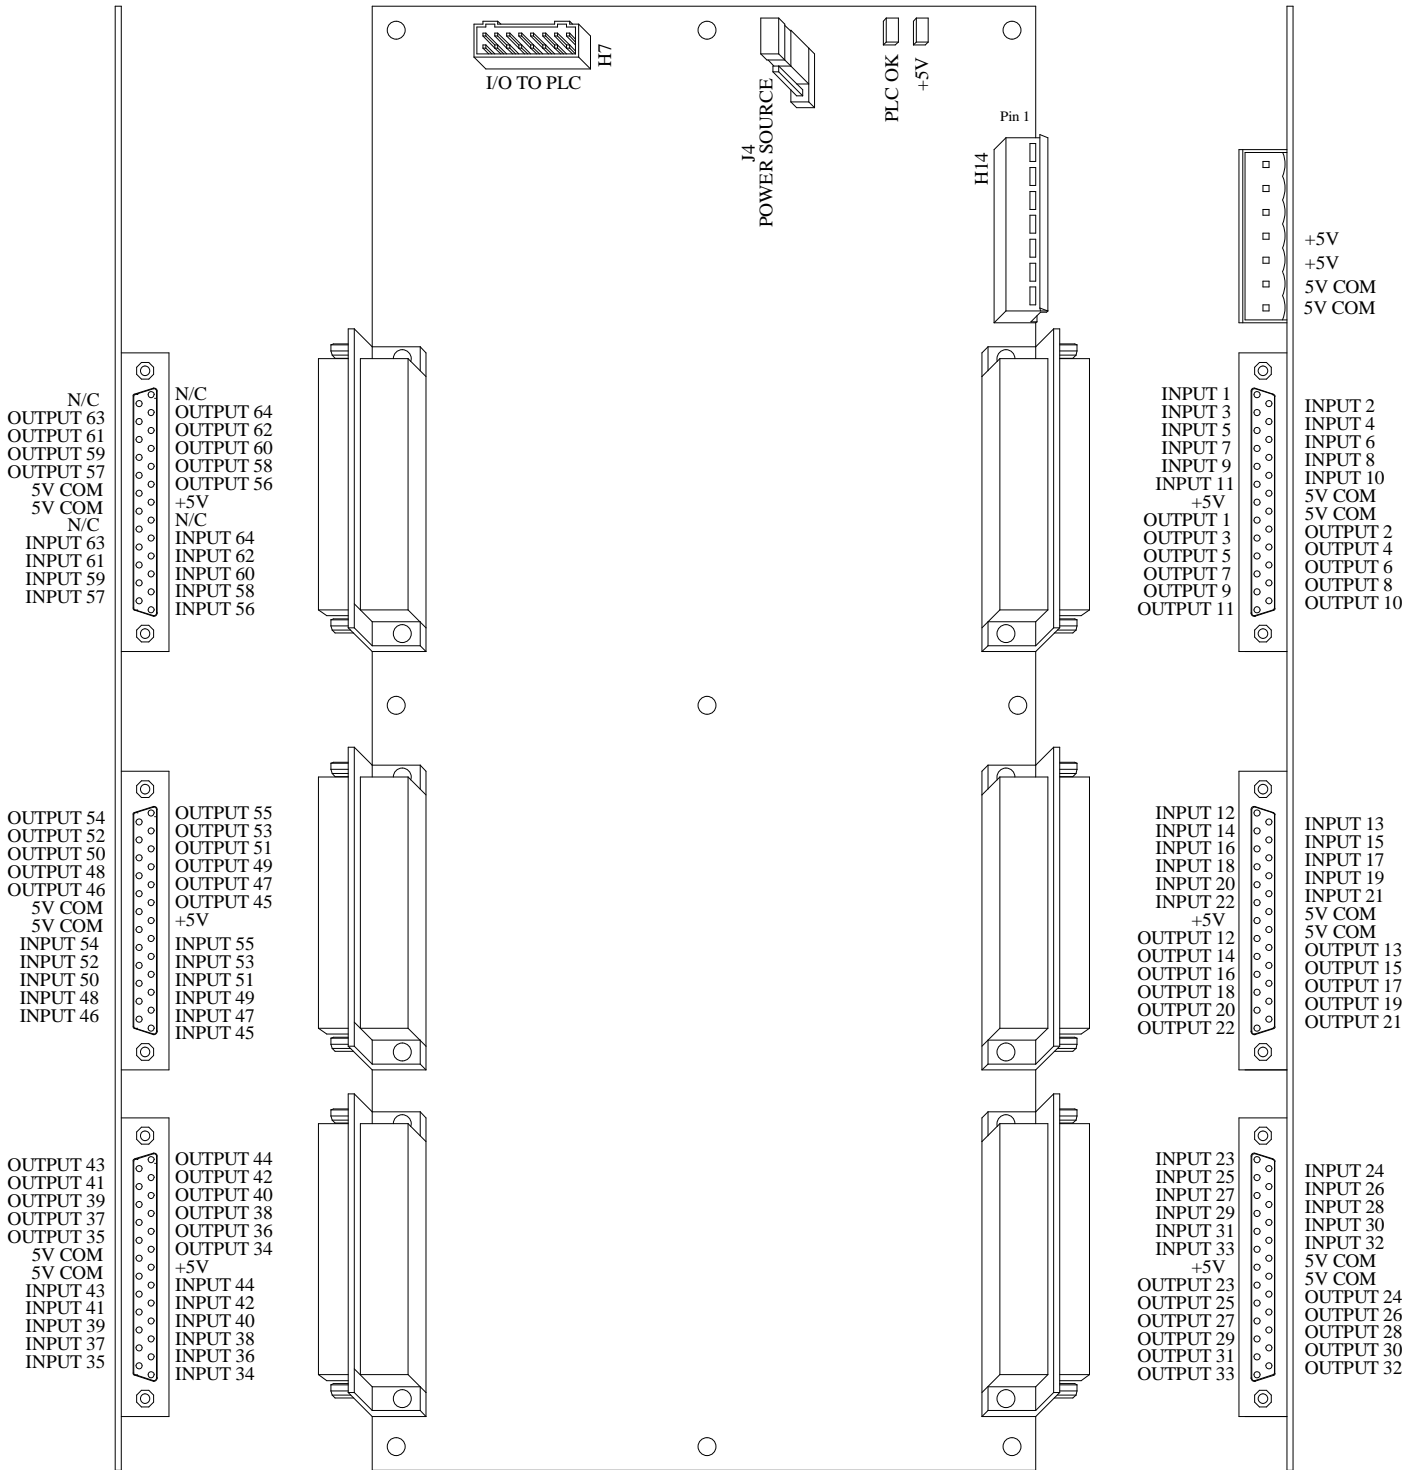 I/O TO PLC
H7
J4
POWER SOURCE
PLC OK
+5V
Pin 1
H14
+5V
+5V
5V COM
5V COM
N/C
OUTPUT 63
OUTPUT 61
OUTPUT 59
OUTPUT 57
5V COM
5V COM
N/C
INPUT 63
INPUT 61
INPUT 59
INPUT 57
N/C
OUTPUT 64
OUTPUT 62
OUTPUT 60
OUTPUT 58
OUTPUT 56
+5V
N/C
INPUT 64
INPUT 62
INPUT 60
INPUT 58
INPUT 56
INPUT 1
INPUT 3
INPUT 5
INPUT 7
INPUT 9
INPUT 11
+5V
OUTPUT 1
OUTPUT 3
OUTPUT 5
OUTPUT 7
OUTPUT 9
OUTPUT 11
INPUT 2
INPUT 4
INPUT 6
INPUT 8
INPUT 10
5V COM
5V COM
OUTPUT 2
OUTPUT 4
OUTPUT 6
OUTPUT 8
OUTPUT 10
OUTPUT 54
OUTPUT 52
OUTPUT 50
OUTPUT 48
OUTPUT 46
5V COM
5V COM
INPUT 54
INPUT 52
INPUT 50
INPUT 48
INPUT 46
OUTPUT 55
OUTPUT 53
OUTPUT 51
OUTPUT 49
OUTPUT 47
OUTPUT 45
+5V
INPUT 55
INPUT 53
INPUT 51
INPUT 49
INPUT 47
INPUT 45
INPUT 12
INPUT 14
INPUT 16
INPUT 18
INPUT 20
INPUT 22
+5V
OUTPUT 12
OUTPUT 14
OUTPUT 16
OUTPUT 18
OUTPUT 20
OUTPUT 22
INPUT 13
INPUT 15
INPUT 17
INPUT 19
INPUT 21
5V COM
5V COM
OUTPUT 13
OUTPUT 15
OUTPUT 17
OUTPUT 19
OUTPUT 21
OUTPUT 43
OUTPUT 41
OUTPUT 39
OUTPUT 37
OUTPUT 35
5V COM
5V COM
INPUT 43
INPUT 41
INPUT 39
INPUT 37
INPUT 35
OUTPUT 44
OUTPUT 42
OUTPUT 40
OUTPUT 38
OUTPUT 36
OUTPUT 34
+5V
INPUT 44
INPUT 42
INPUT 40
INPUT 38
INPUT 36
INPUT 34
INPUT 23
INPUT 25
INPUT 27
INPUT 29
INPUT 31
INPUT 33
+5V
OUTPUT 23
OUTPUT 25
OUTPUT 27
OUTPUT 29
OUTPUT 31
OUTPUT 33
INPUT 24
INPUT 26
INPUT 28
INPUT 30
INPUT 32
5V COM
5V COM
OUTPUT 24
OUTPUT 26
OUTPUT 28
OUTPUT 30
OUTPUT 32